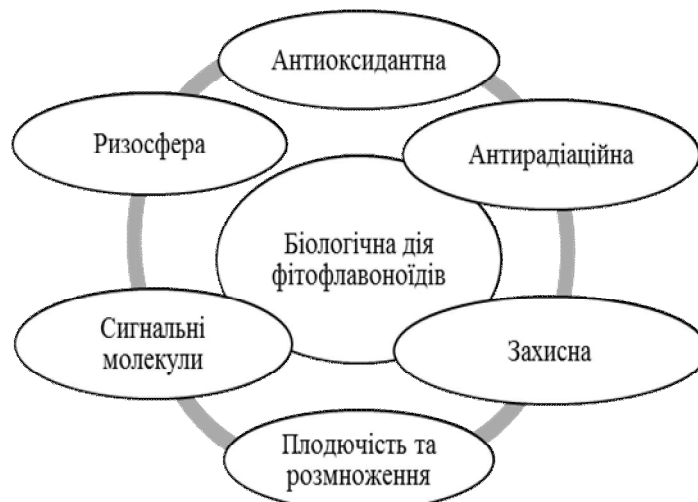 Антиоксидантна
Ризосфера
Антирадіаційна
Біологічна дія
фітофлавоноїдів
Сигнальні
молекули
Захисна
Плодючість та
розмноження